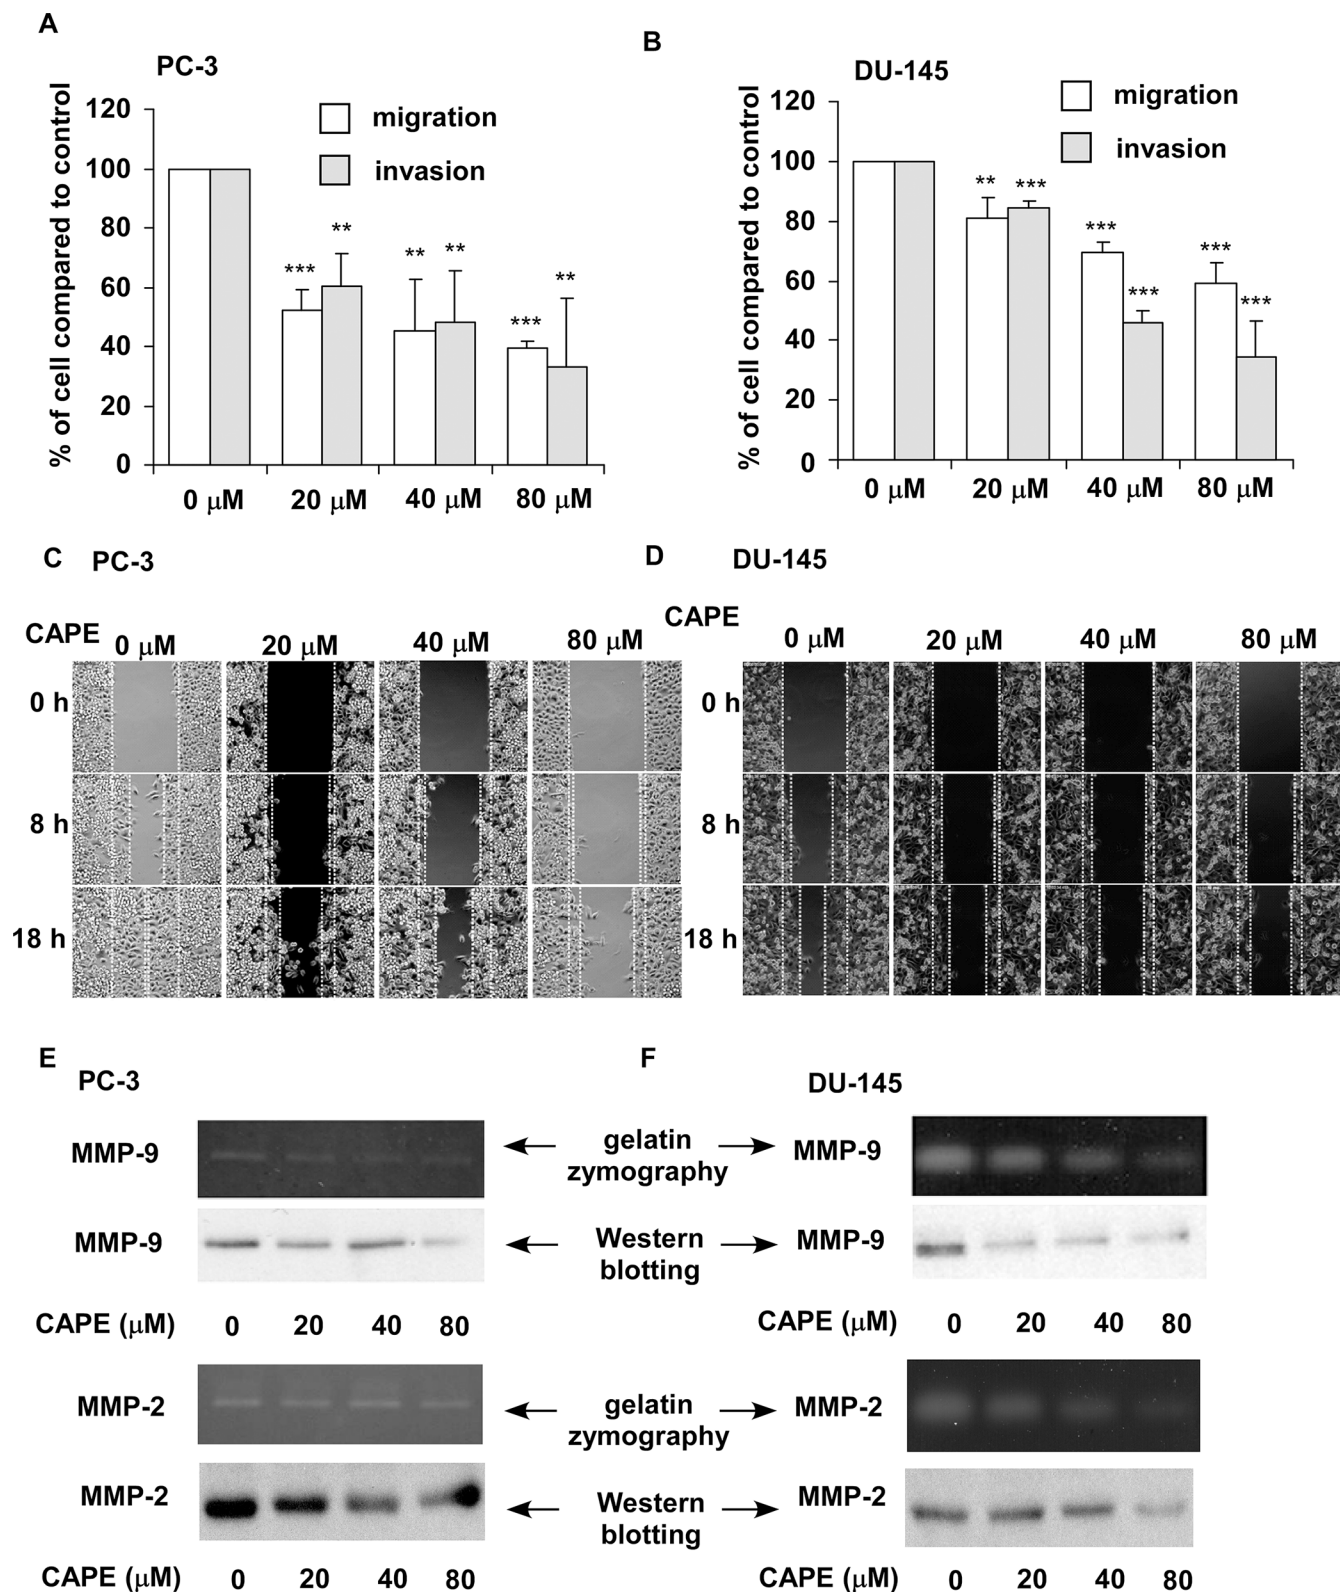 A
PC-3
% of cell compared to control
120
100
80
60
40
20
0
migration
invasion
***
**
**
**
***
**
0 μM
20 μM
40 μM
80 μM
B
DU-145
% of cell compared to control
120
100
80
60
40
20
0
migration
invasion
**
***
***
***
***
***
0 μM
20 μM
40 μM
80 μM
C
PC-3
CAPE
0 μM
20 μM
40 μM
80 μM
0 h
8 h
18 h
D
DU-145
CAPE
0 μM
20 μM
40 μM
80 μM
0 h
8 h
18 h
E
PC-3
F
DU-145
MMP-9
gelatin
zymography
MMP-9
MMP-9
Western
blotting
MMP-9
CAPE (μM)
0
20
40
80
CAPE (μM)
0
20
40
80
MMP-2
gelatin
zymography
MMP-2
MMP-2
Western
blotting
MMP-2
CAPE (μM)
0
20
40
80
CAPE (μM)
0
20
40
80